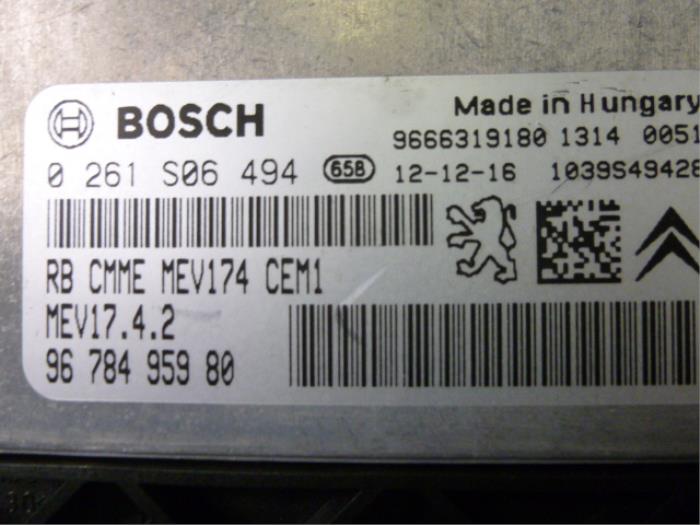 BOSCH
Made in Hungary
9666319180 1314 0051
0 261 S06 494 658 12-12-16 1039S49428
RB CMME MEV174 CEM1
MEV17.4.2
96 784 959 80